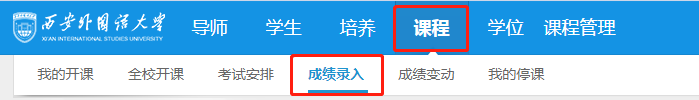 西安外国语大学
XI'AN INTERNATIONAL STUDIES UNIVERSITY
导师 学生 培养 课程 学位 课程管理
我的开课 全校开课 考试安排 成绩录入 成绩变动 我的停课